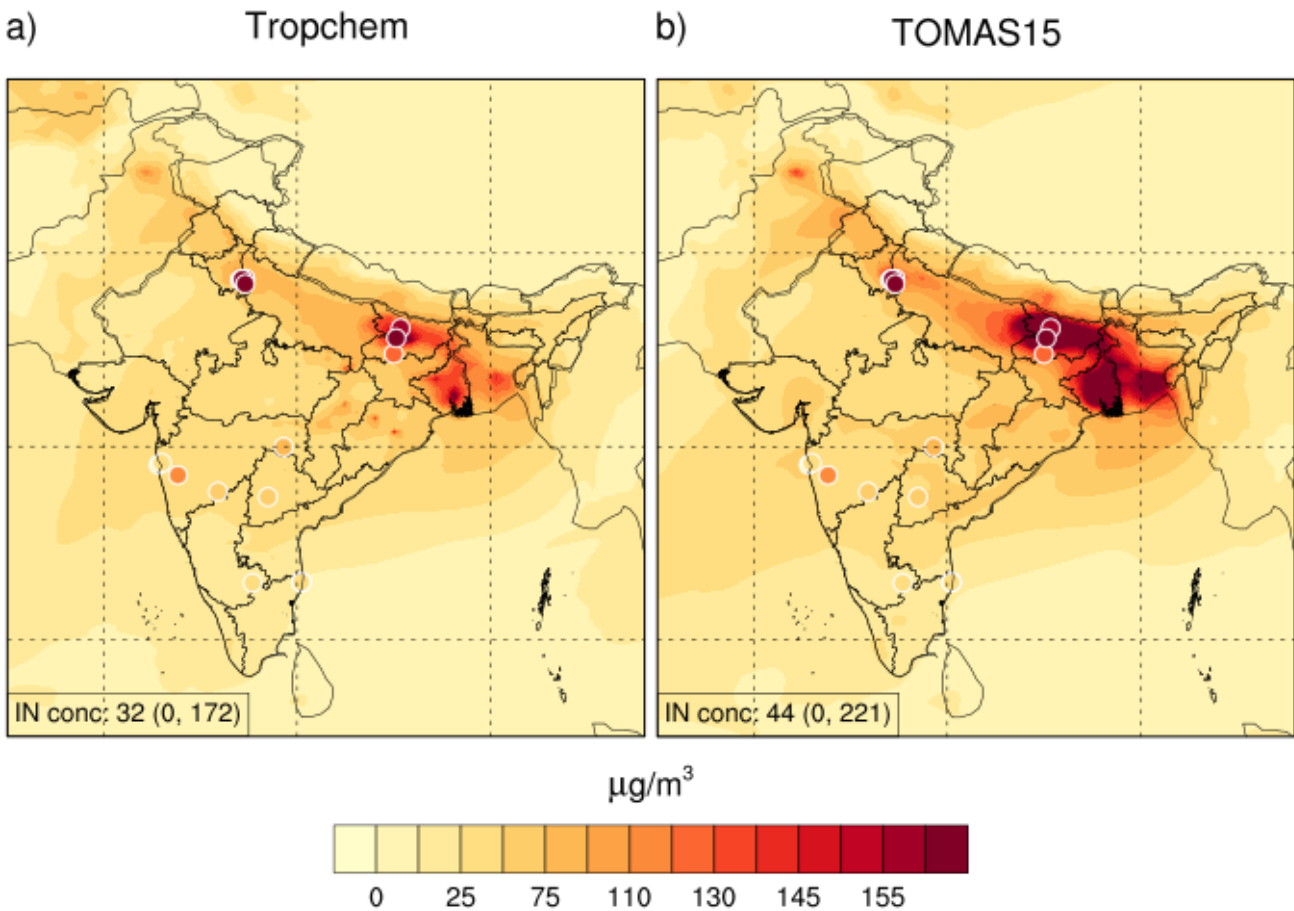 a) Tropchem
b) TOMAS15
IN conc: 32 (0, 172)
IN conc: 44 (0, 221)
μg/m³
0 25 75 110 130 145 155